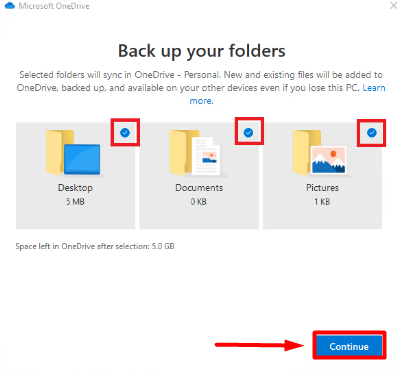 Microsoft OneDrive
Back up your folders
Selected folders will sync in OneDrive - Personal. New and existing files will be added to
OneDrive, backed up, and available on your other devices even if you lose this PC. Learn
more.
Desktop
5 MB
Documents
0 KB
Pictures
1 KB
Space left in OneDrive after selection: 5.0 GB
Continue